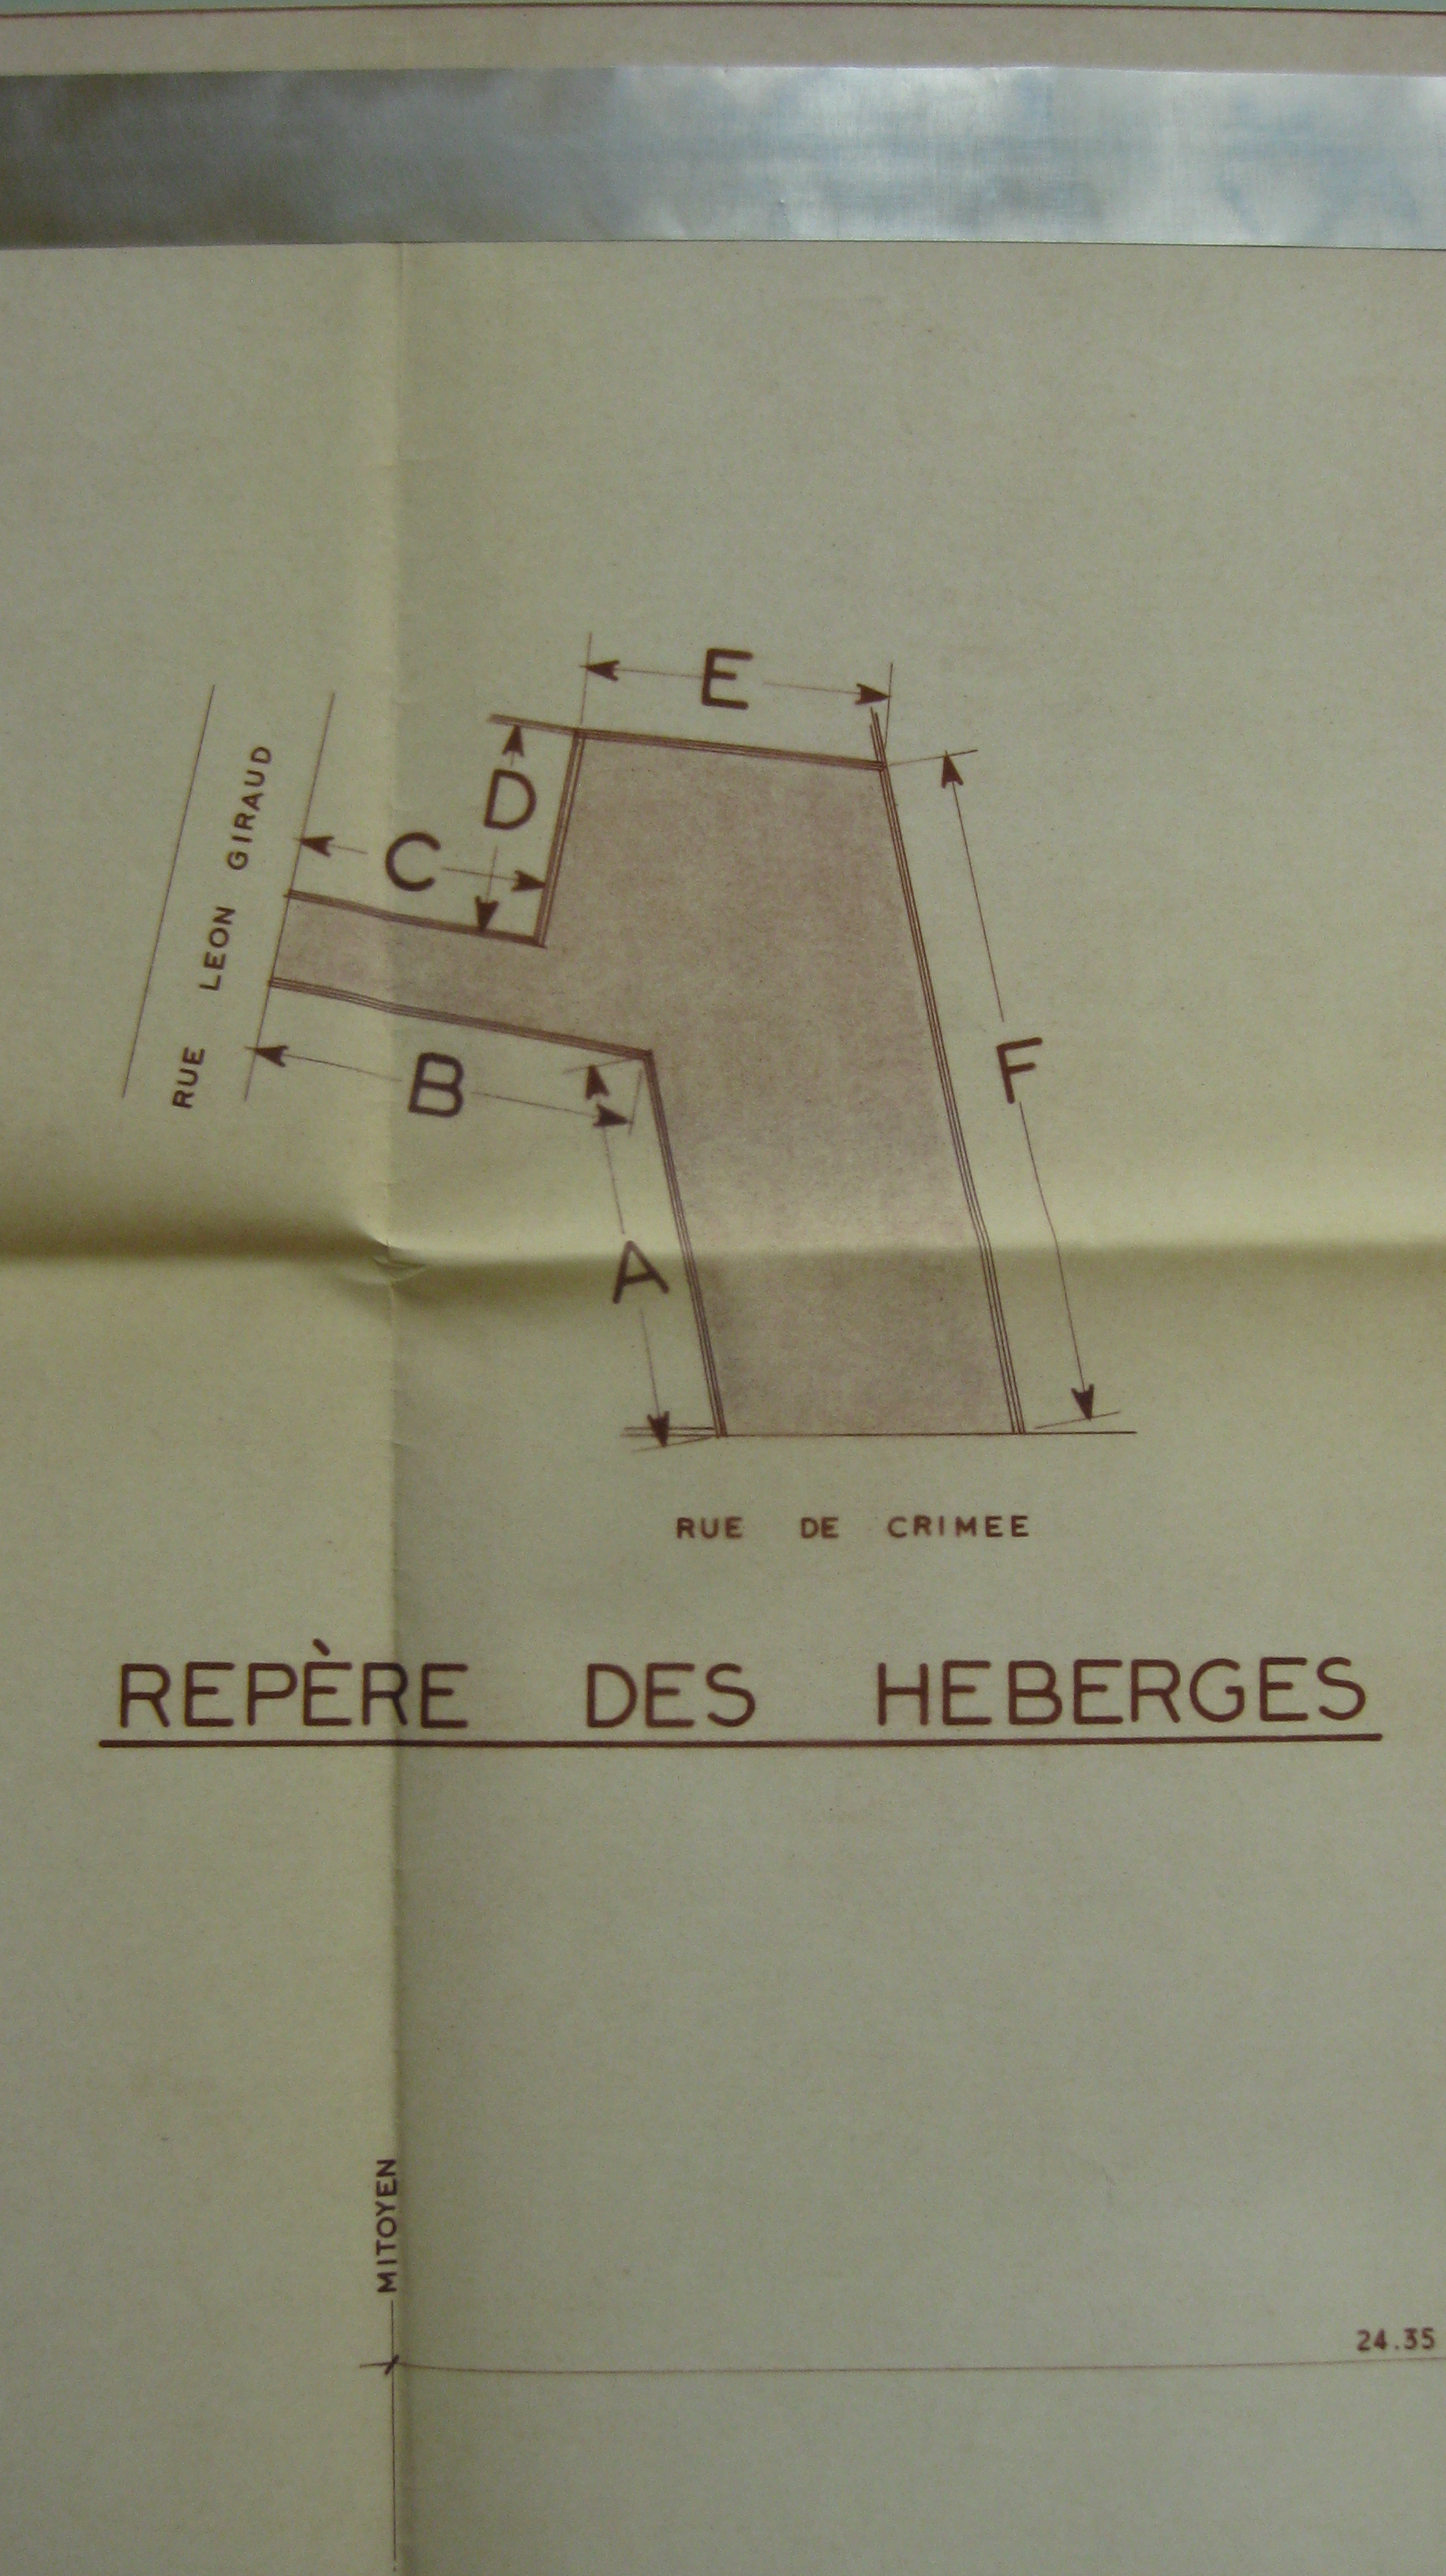 E
D
C
RUE LEON GIRAUD
F
B
A
RUE DE CRIMEE
REPÈRE DES HEBERGES
MITOYEN
24.35